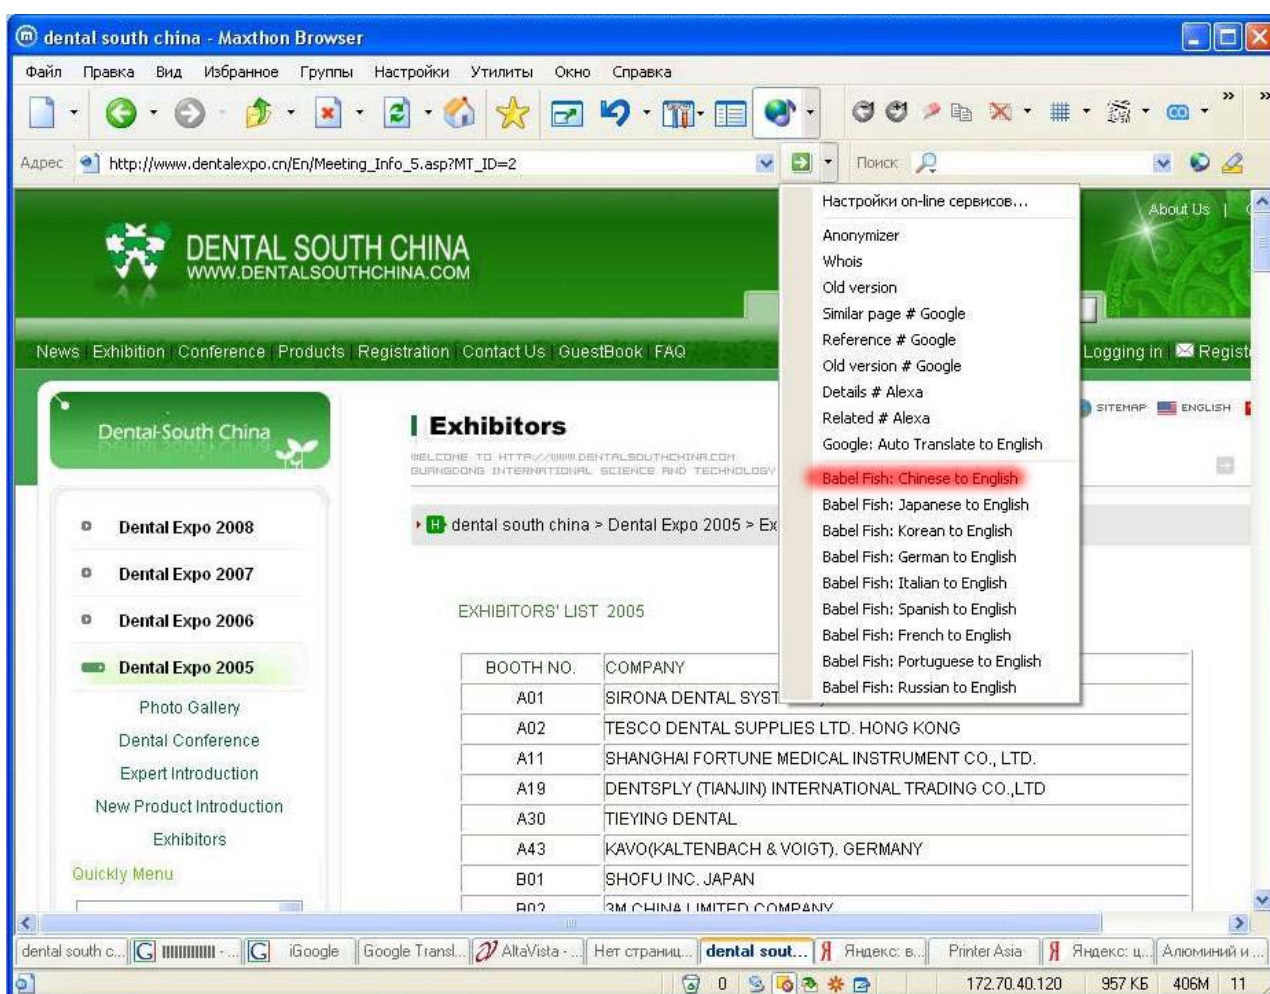 dental south china - Maxthon Browser
Файл Правка Вид Избранное Группы Настройки Утилиты Окно Справка
Адрес http://www.dentalexpo.cn/En/Meeting_Info_5.asp?MT_ID=2 Поиск
Настройки on-line сервисов...
Anonymizer
Whois
Old version
Similar page # Google
Reference # Google
Old version # Google
Details # Alexa
Related # Alexa
Google: Auto Translate to English
Babel Fish: Chinese to English
Babel Fish: Japanese to English
Babel Fish: Korean to English
Babel Fish: German to English
Babel Fish: Italian to English
Babel Fish: Spanish to English
Babel Fish: French to English
Babel Fish: Portuguese to English
Babel Fish: Russian to English
About Us |
DENTAL SOUTH CHINA
WWW.DENTALSOUTHCHINA.COM
News | Exhibition | Conference | Products | Registration | Contact Us | GuestBook | FAQ
Logging in Regist
SITEMAP ENGLISH
Dental-South China
Exhibitors
WELCOME TO HTTP://WWW.DENTALSOUTHCHINA.COM
GUANGDONG INTERNATIONAL SCIENCE AND TECHNOLOGY
dental south china > Dental Expo 2005 > Ex
Dental Expo 2008
Dental Expo 2007
Dental Expo 2006
Dental Expo 2005
Photo Gallery
Dental Conference
Expert Introduction
New Product Introduction
Exhibitors
Quickly Menu
EXHIBITORS' LIST 2005
BOOTH NO. COMPANY
A01 SIRONA DENTAL SYST
A02 TESCO DENTAL SUPPLIES LTD. HONG KONG
A11 SHANGHAI FORTUNE MEDICAL INSTRUMENT CO., LTD.
A19 DENTSPLY (TIANJIN) INTERNATIONAL TRADING CO.,LTD
A30 TIEYING DENTAL
A43 KAVO(KALTENBACH & VOIGT). GERMANY
B01 SHOFU INC. JAPAN
B02 3M CHINA LIMITED COMPANY
dental south c... iGoogle Google Transl... AltaVista - ... Нет страниц... dental sout... Яндекс: в... Printer Asia Яндекс: ц... Алюминий и ...
0 172.70.40.120 957 КБ 406M 11